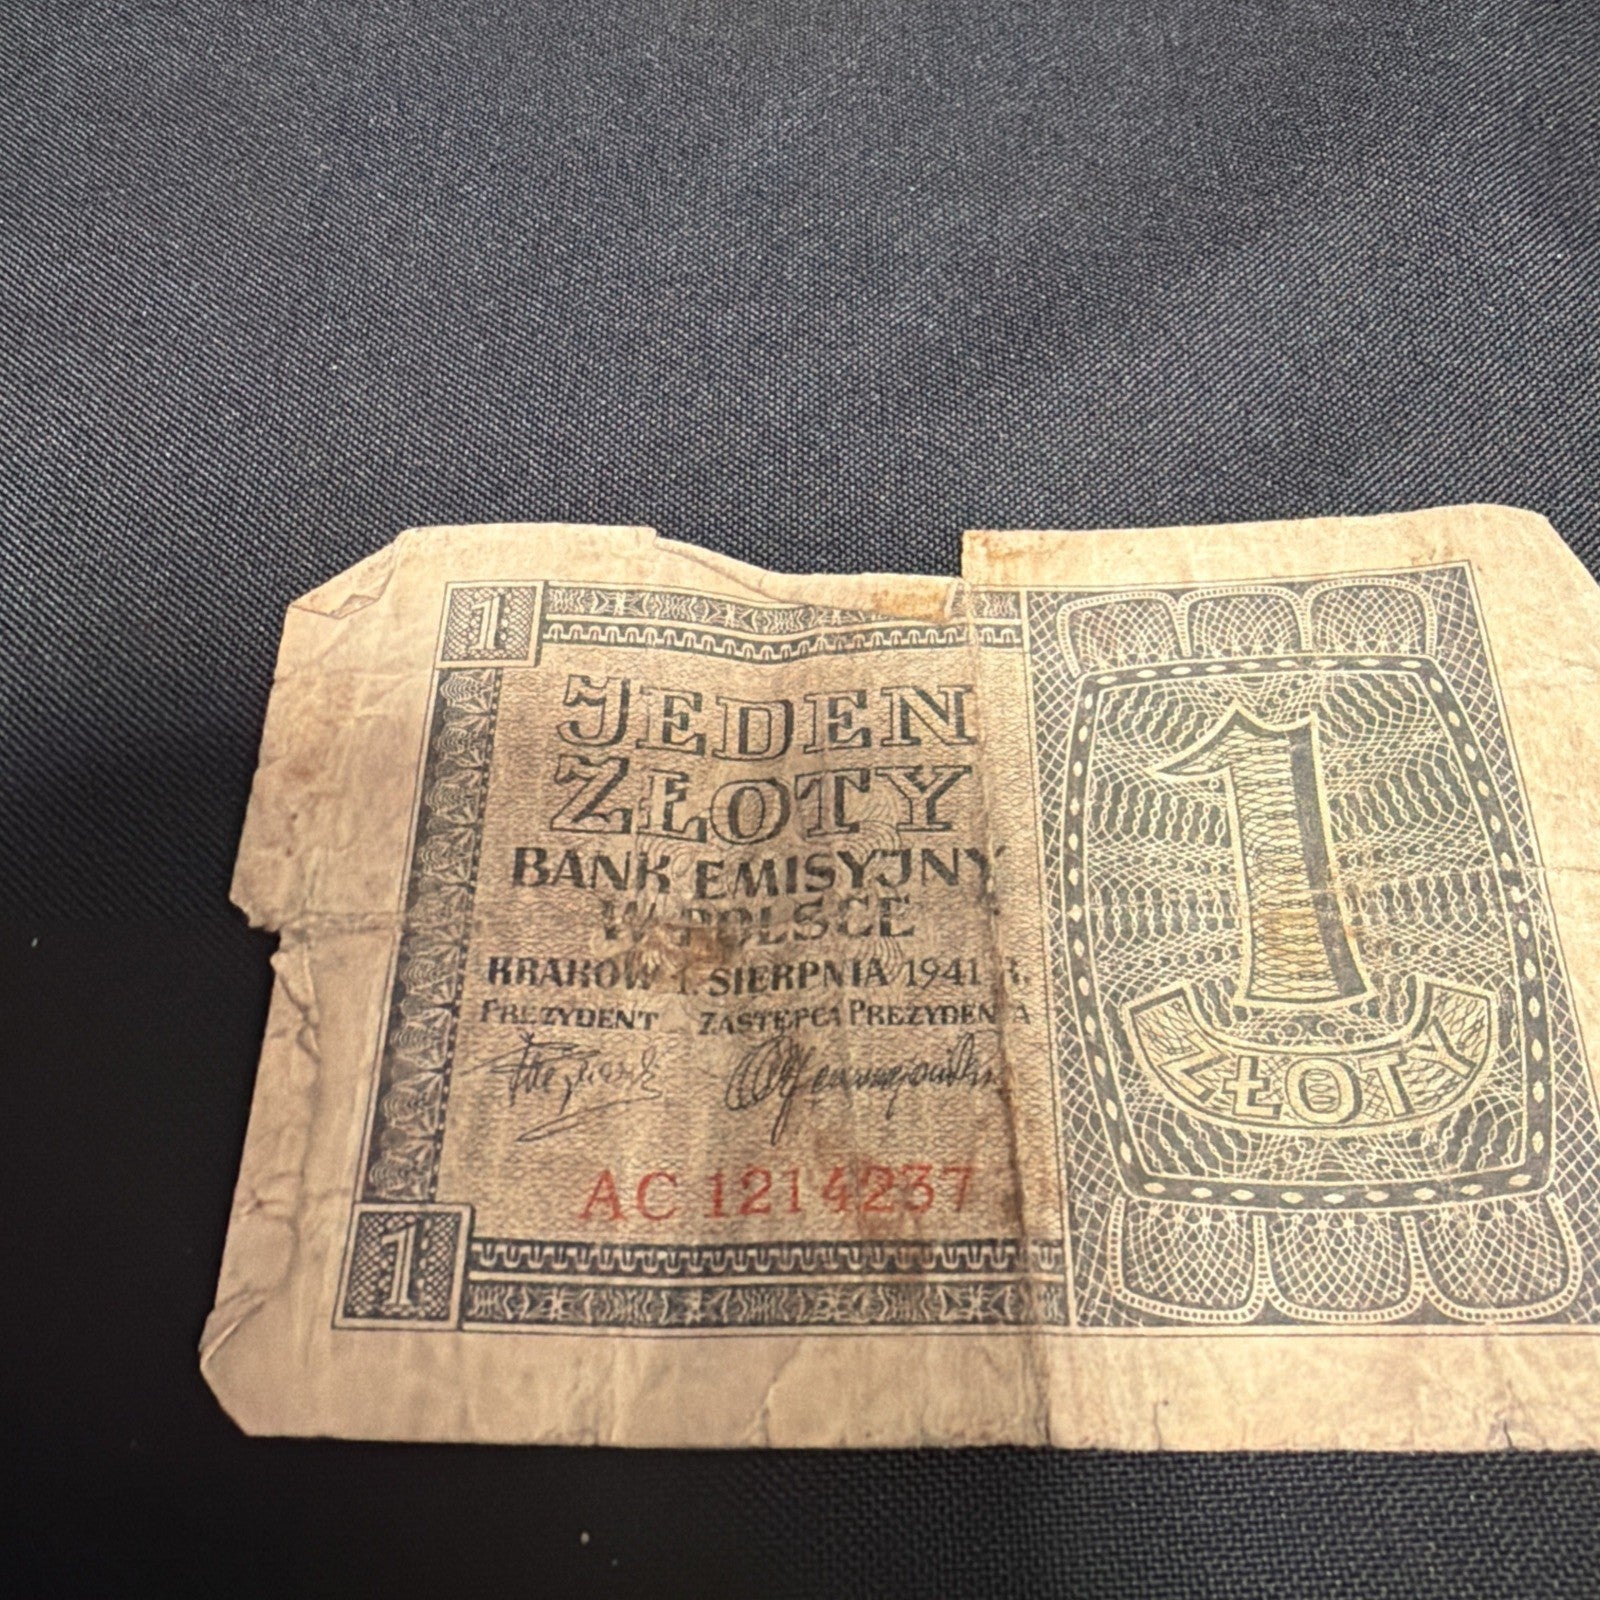 1
JEDEN
ZŁOTY
BANK EMISYJNY
W POLSCE
KRAKÓW 1. SIERPNIA 1941 R.
PREZYDENT ZASTĘPCA PREZYDENTA
AC 1214237
1
1
ZŁOTY